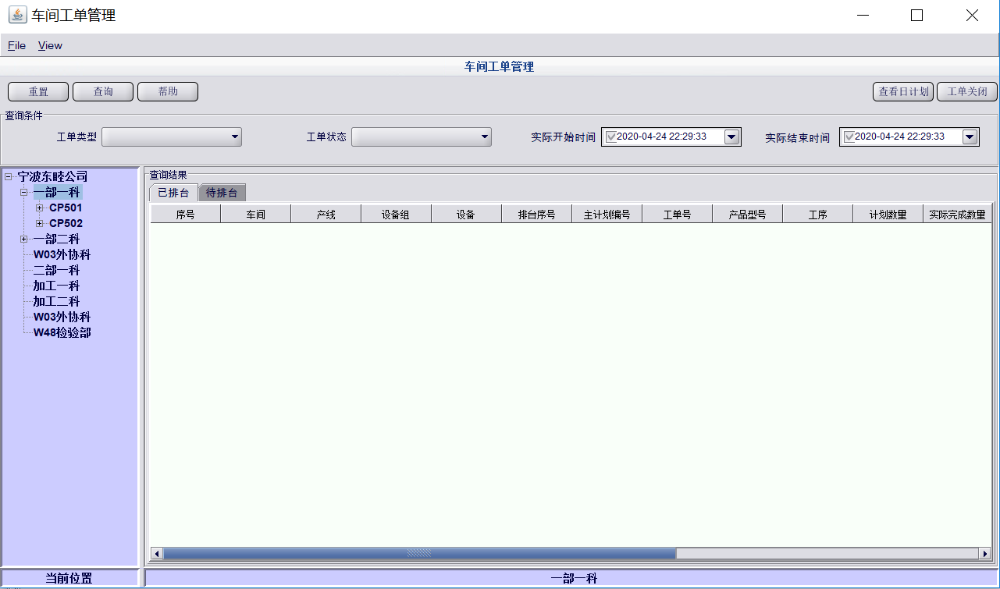 车间工单管理
File View
车间工单管理
重置 查询 帮助 查看日计划 工单关闭
查询条件
工单类型 工单状态 实际开始时间 2020-04-24 22:29:33 实际结束时间 2020-04-24 22:29:33
宁波东睦公司
一部一科
CP501
CP502
一部二科
W03外协科
二部一科
加工一科
加工二科
W03外协科
W48检验部
查询结果
已排台 待排台
序号 车间 产线 设备组 设备 排台序号 主计划编号 工单号 产品型号 工序 计划数量 实际完成数量
当前位置 一部一科